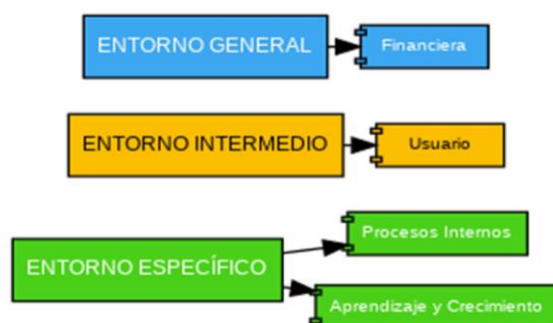 ENTORNO GENERAL
Financiera
ENTORNO INTERMEDIO
Usuario
ENTORNO ESPECÍFICO
Procesos Internos
Aprendizaje y Crecimiento